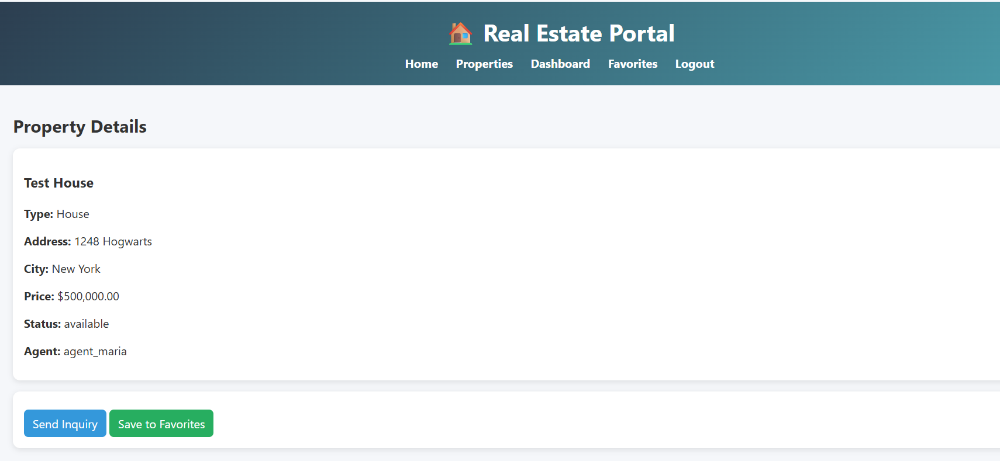 Real Estate Portal
Home Properties Dashboard Favorites Logout
Property Details
Test House
Type: House
Address: 1248 Hogwarts
City: New York
Price: $500,000.00
Status: available
Agent: agent_maria
Send Inquiry Save to Favorites